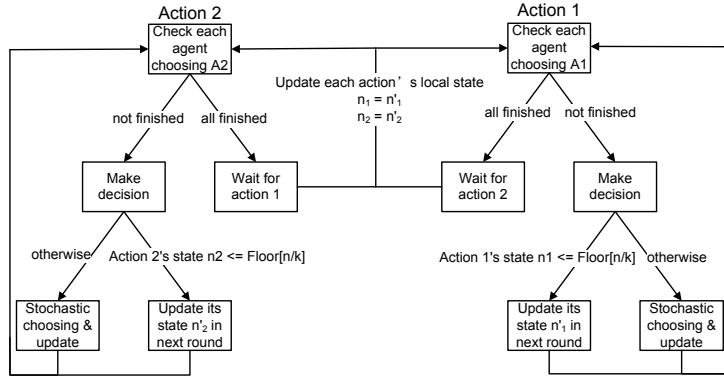 Action 2
Action 1
Check each
agent
choosing A2
Check each
agent
choosing A1
Update each action's local state
n₁ = n'₁
n₂ = n'₂
not finished
all finished
all finished
not finished
Make
decision
Wait for
action 1
Wait for
action 2
Make
decision
otherwise
Action 2's state n2 <= Floor[n/k]
Action 1's state n1 <= Floor[n/k]
otherwise
Stochastic
choosing &
update
Update its
state n'₂ in
next round
Update its
state n'₁ in
next round
Stochastic
choosing &
update